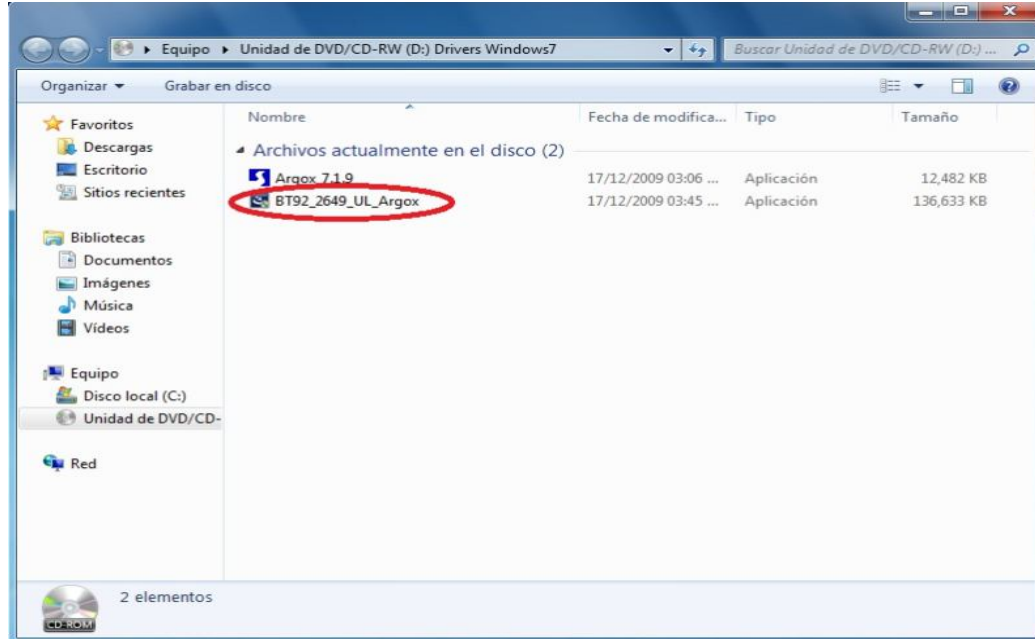 Equipo ▸ Unidad de DVD/CD-RW (D:) Drivers Windows7 Buscar Unidad de DVD/CD-RW (D:) ...
Organizar Grabar en disco
Favoritos
Descargas
Escritorio
Sitios recientes
Bibliotecas
Documentos
Imágenes
Música
Vídeos
Equipo
Disco local (C:)
Unidad de DVD/CD-
Red
Nombre Fecha de modifica... Tipo Tamaño
Archivos actualmente en el disco (2)
Argox_7.1.9 17/12/2009 03:06 ... Aplicación 12,482 KB
BT92_2649_UL_Argox 17/12/2009 03:45 ... Aplicación 136,633 KB
2 elementos
CD-ROM